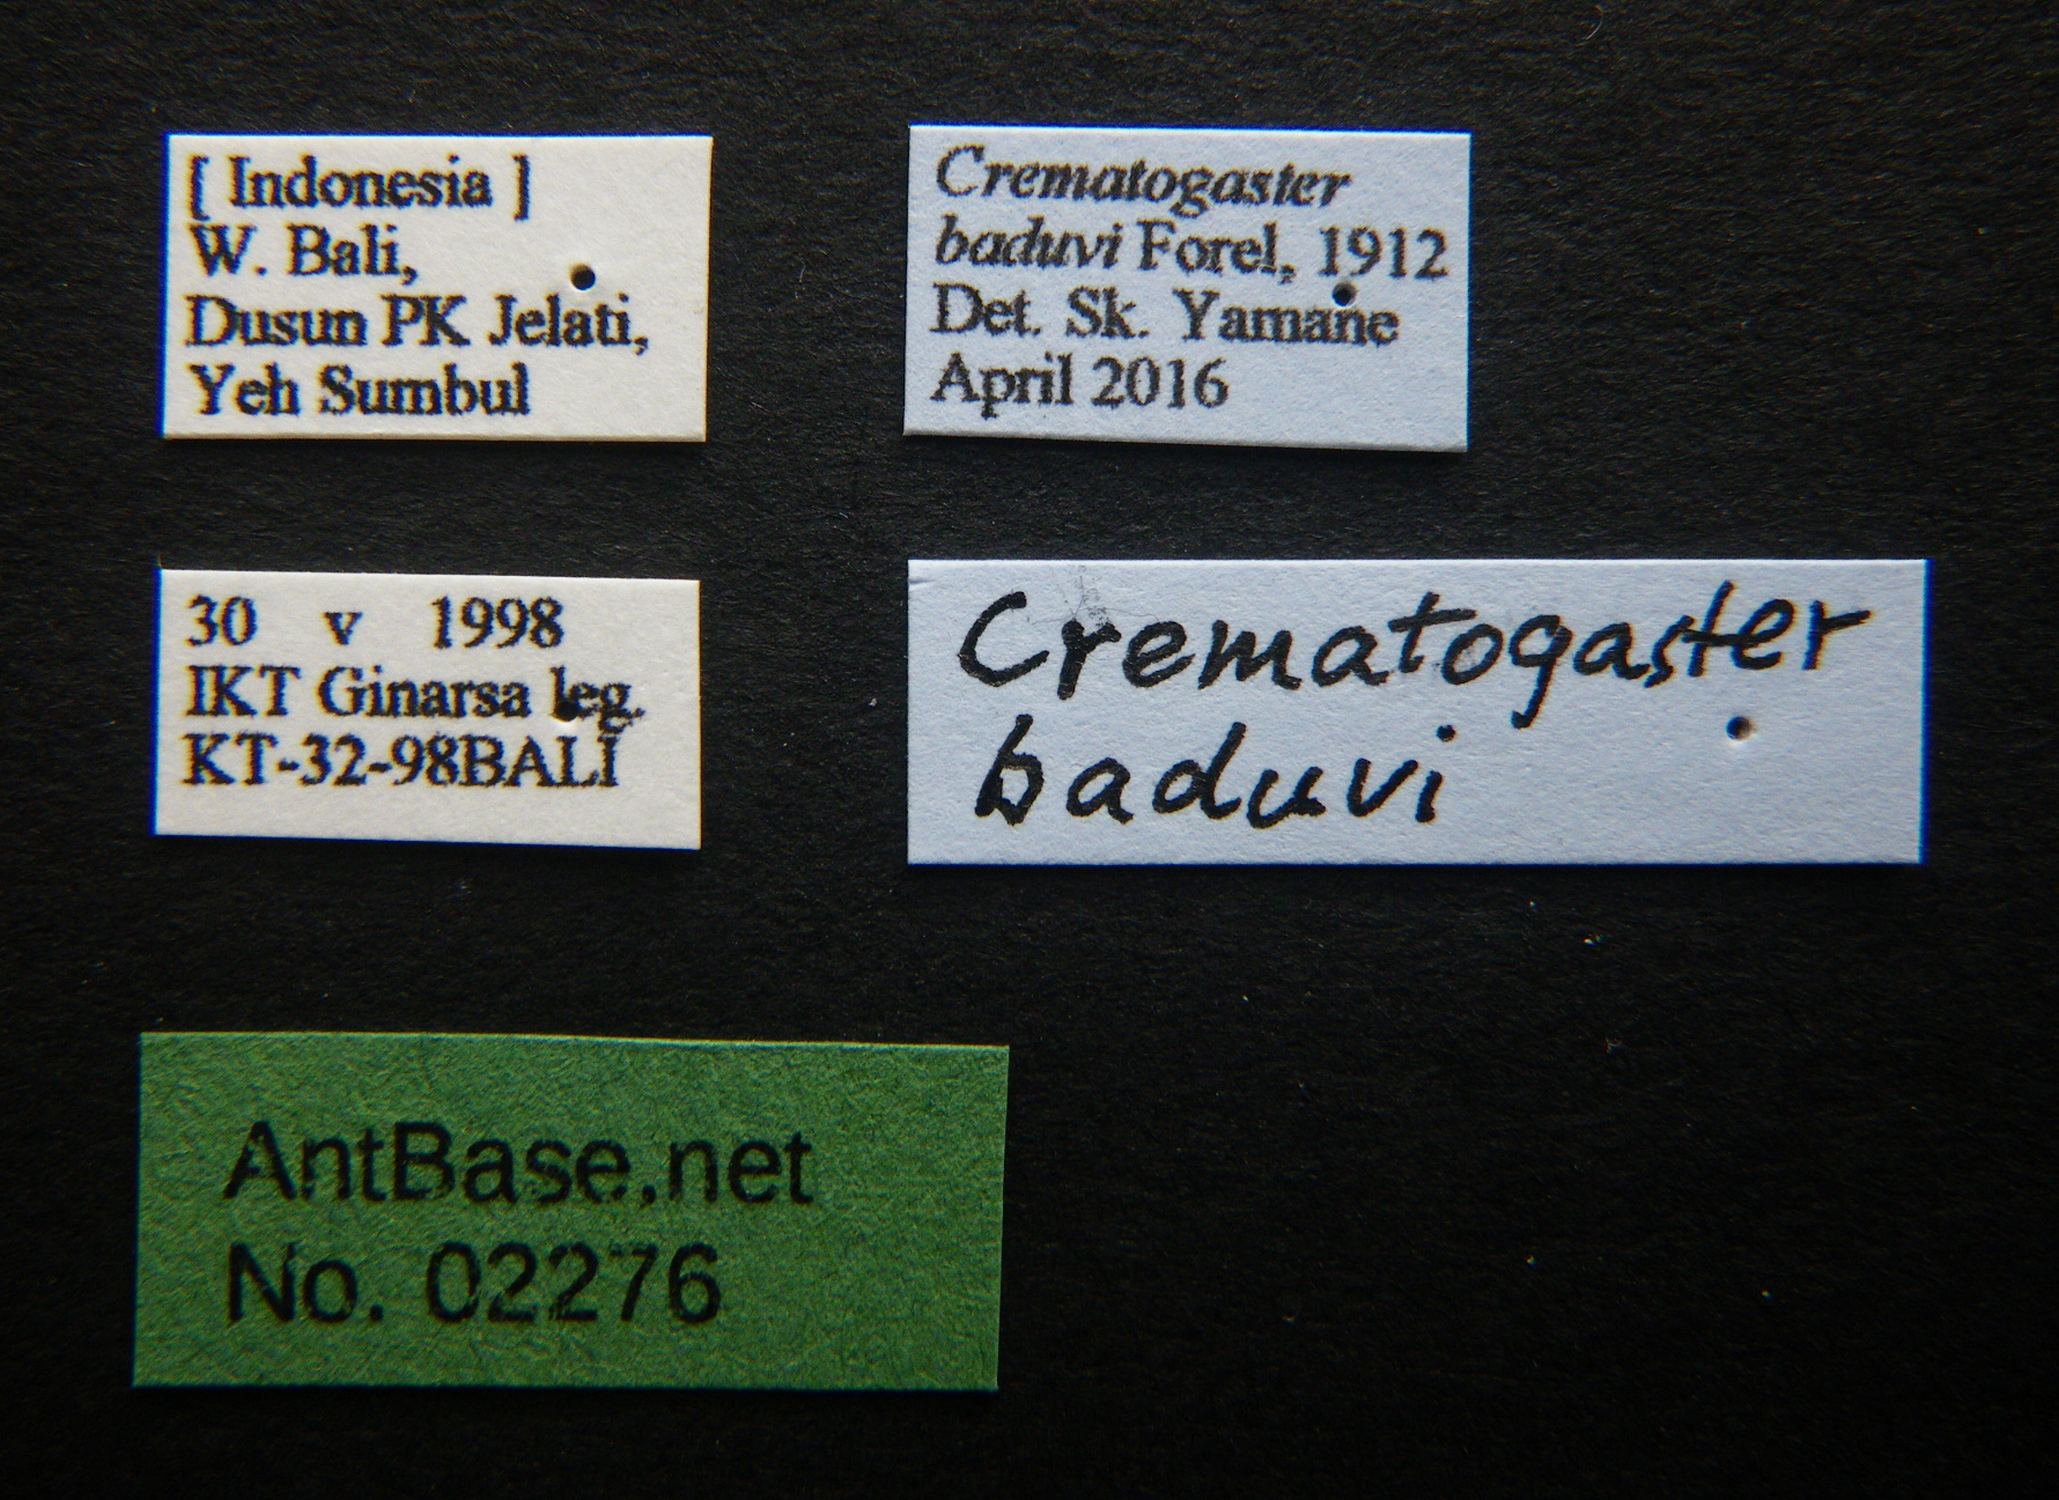 [ Indonesia ]
W. Bali,
Dusun PK Jelati,
Yeh Sumbul
Crematogaster
baduvi Forel, 1912
Det. Sk. Yamane
April 2016
30 v 1998
IKT Ginarsa leg.
KT-32-98BALI
Crematogaster
baduvi
AntBase.net
No. 02276